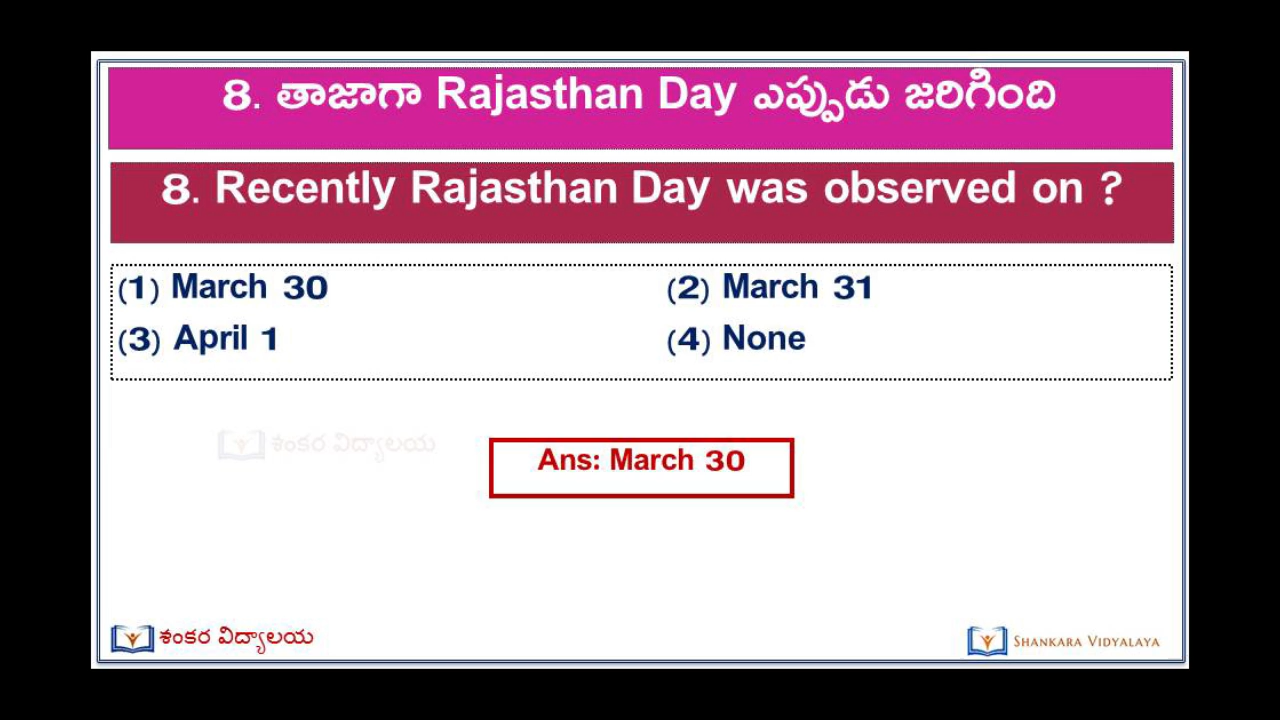 8. తాజాగా Rajasthan Day ఎప్పుడు జరిగింది
8. Recently Rajasthan Day was observed on ?
(1) March 30 (2) March 31
(3) April 1 (4) None
శంకర విద్యాలయ
Ans: March 30
శంకర విద్యాలయ SHANKARA VIDYALAYA